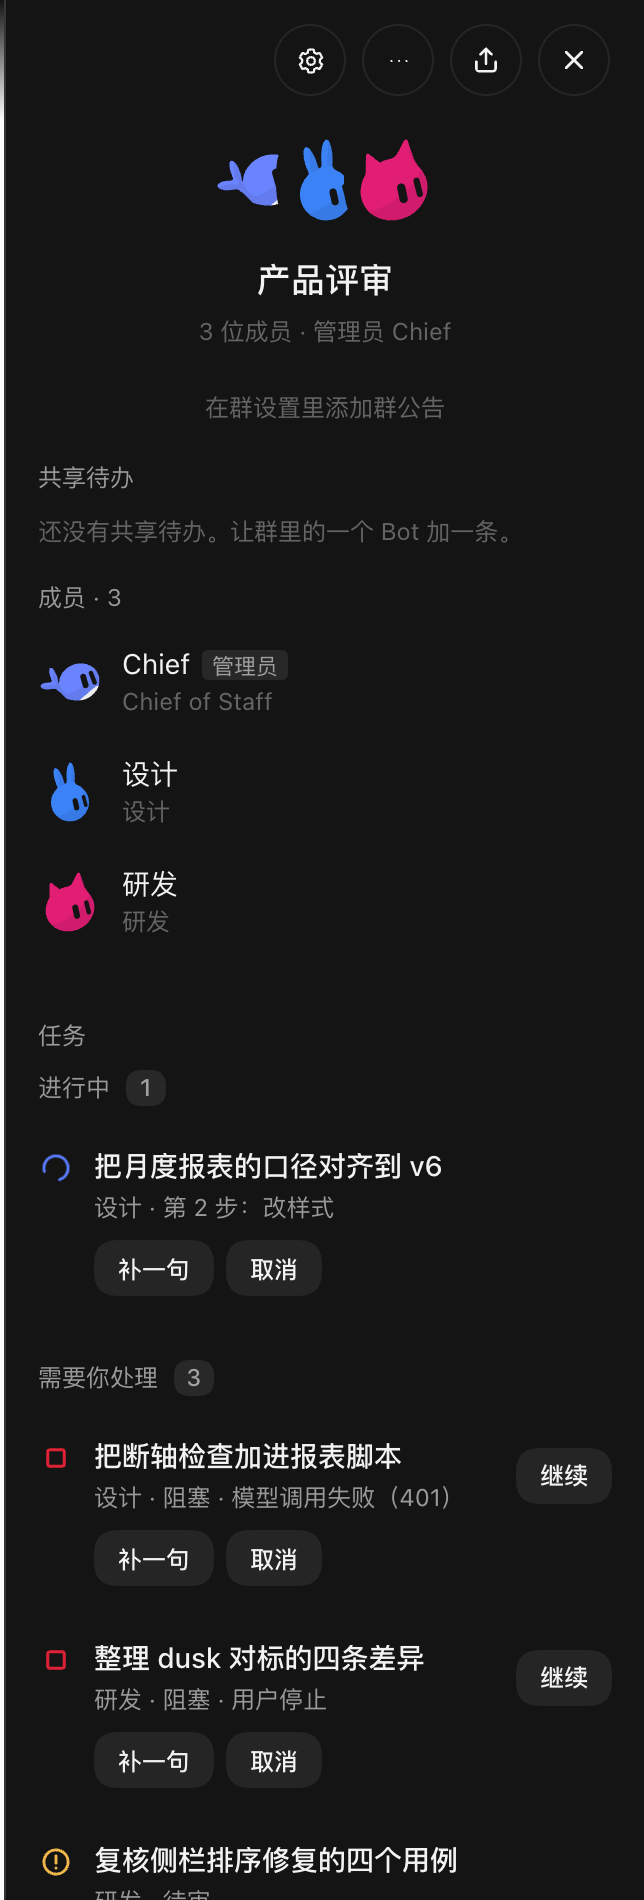 产品评审
3 位成员 · 管理员 Chief
在群设置里添加群公告
共享待办
还没有共享待办。让群里的一个 Bot 加一条。
成员 · 3
Chief 管理员
Chief of Staff
设计
设计
研发
研发
任务
进行中 1
把月度报表的口径对齐到 v6
设计 · 第 2 步：改样式
补一句 取消
需要你处理 3
把断轴检查加进报表脚本
设计 · 阻塞 · 模型调用失败（401）
继续
补一句 取消
整理 dusk 对标的四条差异
研发 · 阻塞 · 用户停止
继续
补一句 取消
复核侧栏排序修复的四个用例
研发 · 待审